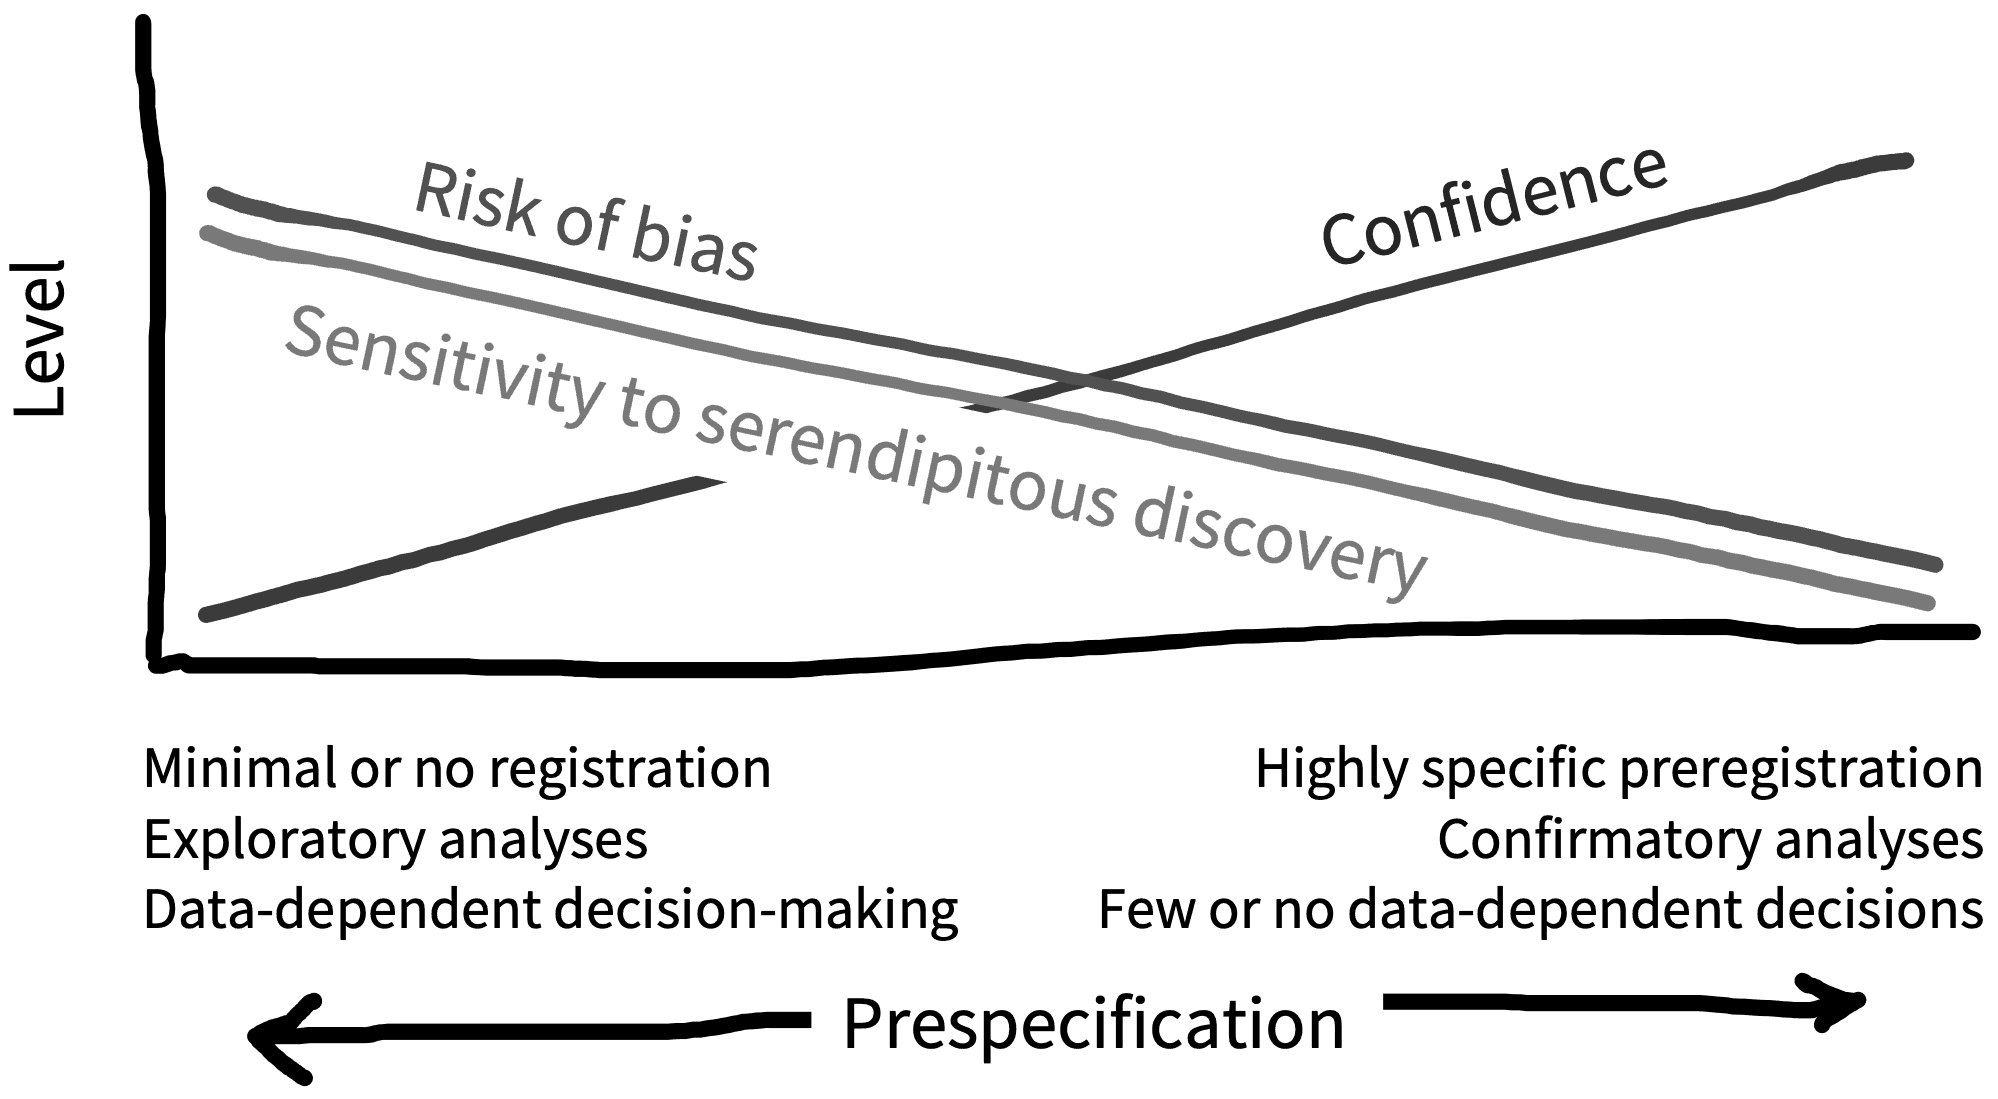 Level
Risk of bias
Confidence
Sensitivity to serendipitous discovery
Minimal or no registration
Exploratory analyses
Data-dependent decision-making
Highly specific preregistration
Confirmatory analyses
Few or no data-dependent decisions
Prespecification